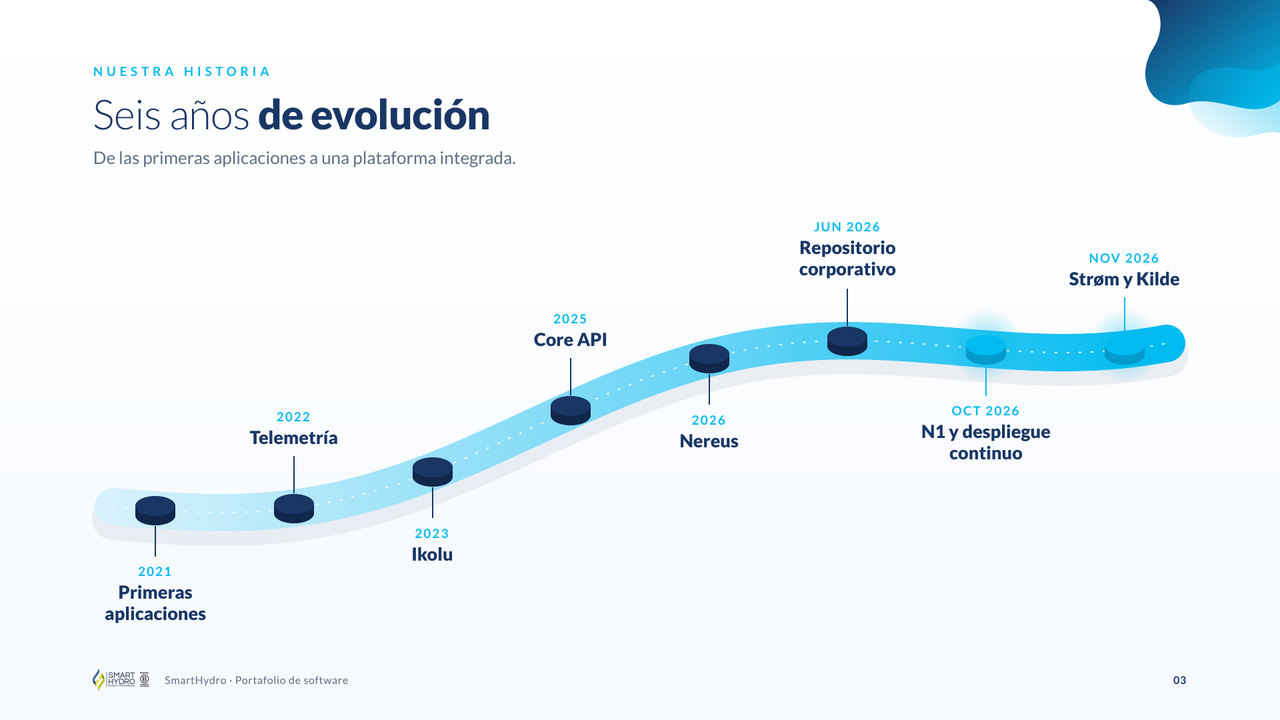 NUESTRA HISTORIA
Seis años de evolución
De las primeras aplicaciones a una plataforma integrada.
2021
Primeras
aplicaciones
2022
Telemetría
2023
Ikolu
2025
Core API
2026
Nereus
JUN 2026
Repositorio
corporativo
OCT 2026
N1 y despliegue
continuo
NOV 2026
Strøm y Kilde
SMART
HYDRO
SmartHydro · Portafolio de software
03